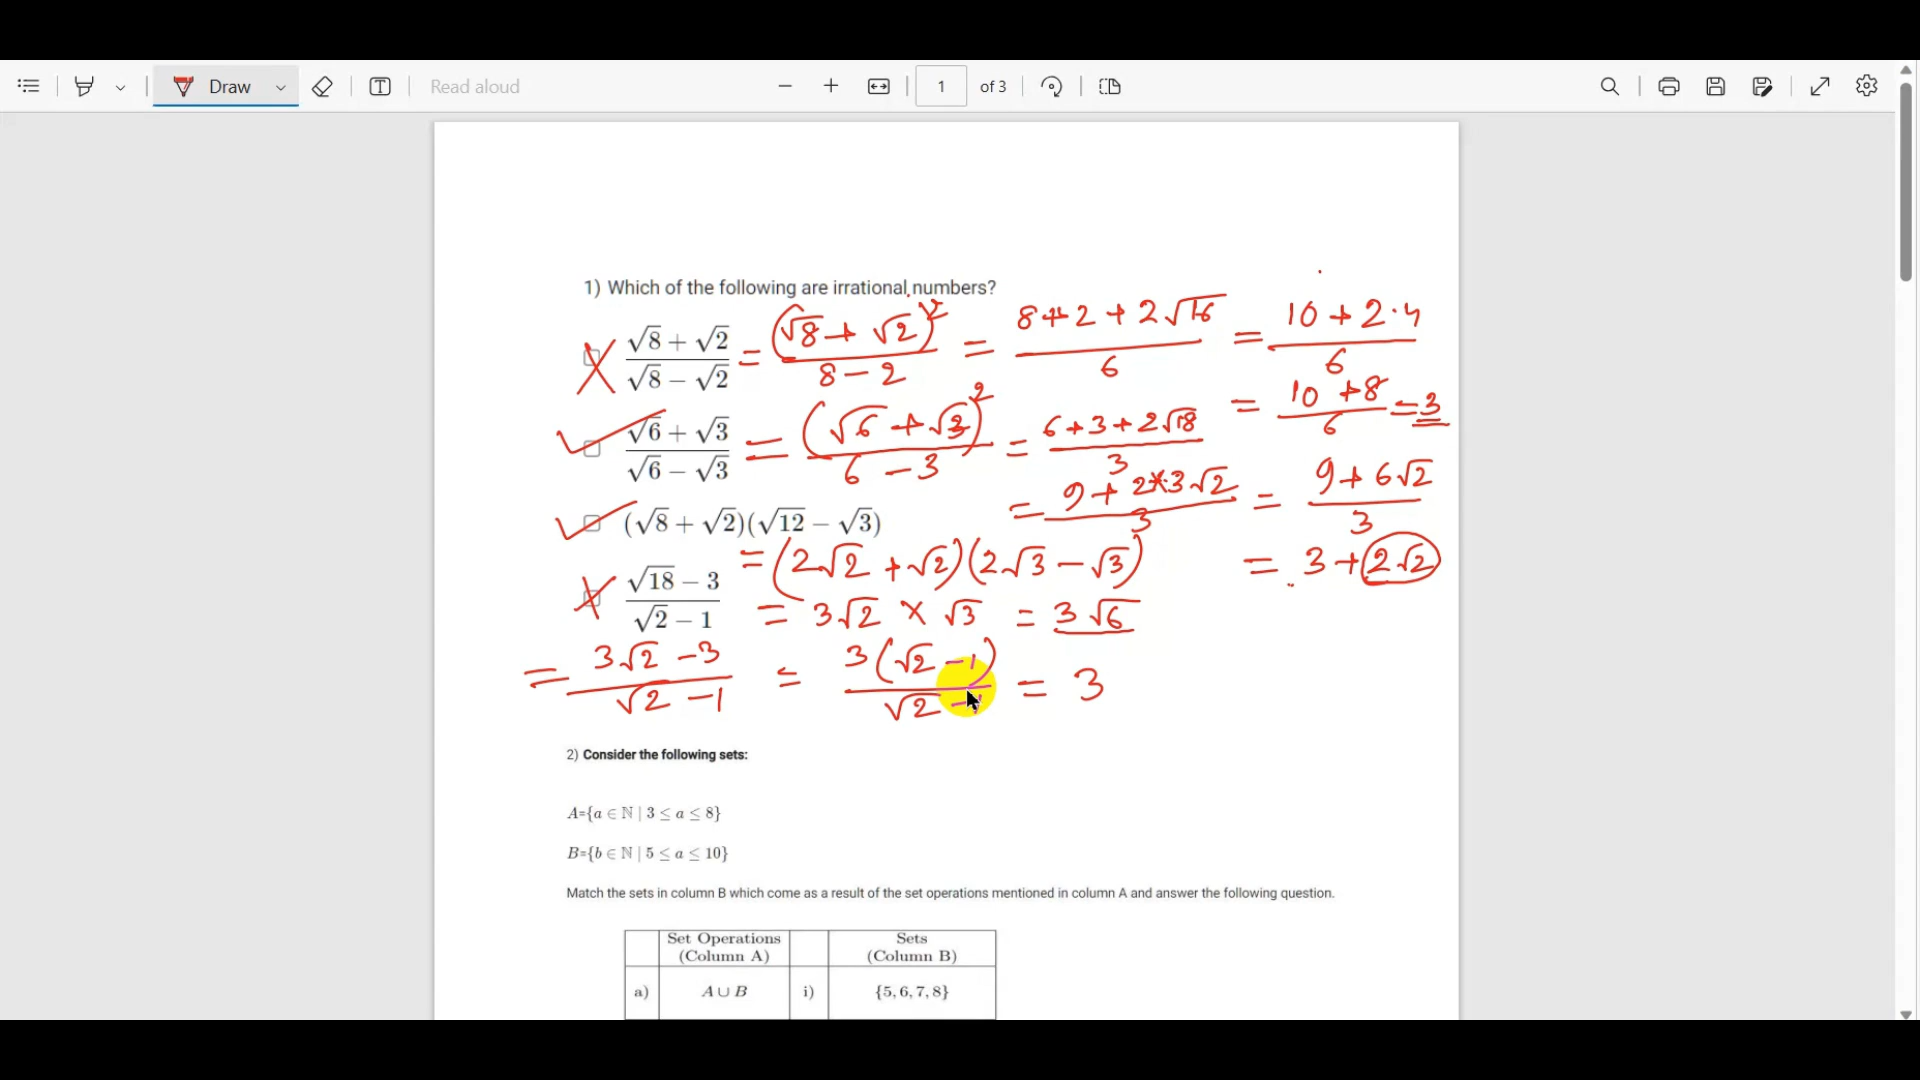 Draw
Read aloud
1 of 3
1) Which of the following are irrational numbers?
(√8 + √2)/(√8 − √2) = (√8 + √2)²/(8 − 2) = (8 + 2 + 2√16)/6 = (10 + 2·4)/6
= (10 + 8)/6 = 3
(√6 + √3)/(√6 − √3) = (√6 + √3)²/(6 − 3) = (6 + 3 + 2√18)/3
= (9 + 2×3√2)/3 = (9 + 6√2)/3
= 3 + 2√2
(√8 + √2)(√12 − √3)
= (2√2 + √2)(2√3 − √3)
= 3√2 × √3 = 3√6
(√18 − 3)/(√2 − 1)
= (3√2 − 3)/(√2 − 1) = 3(√2 − 1)/(√2 − 1) = 3
2) Consider the following sets:
A={a ∈ ℕ | 3 ≤ a ≤ 8}
B={b ∈ ℕ | 5 ≤ a ≤ 10}
Match the sets in column B which come as a result of the set operations mentioned in column A and answer the following question.
Set Operations (Column A) Sets (Column B)
a) A ∪ B i) {5, 6, 7, 8}